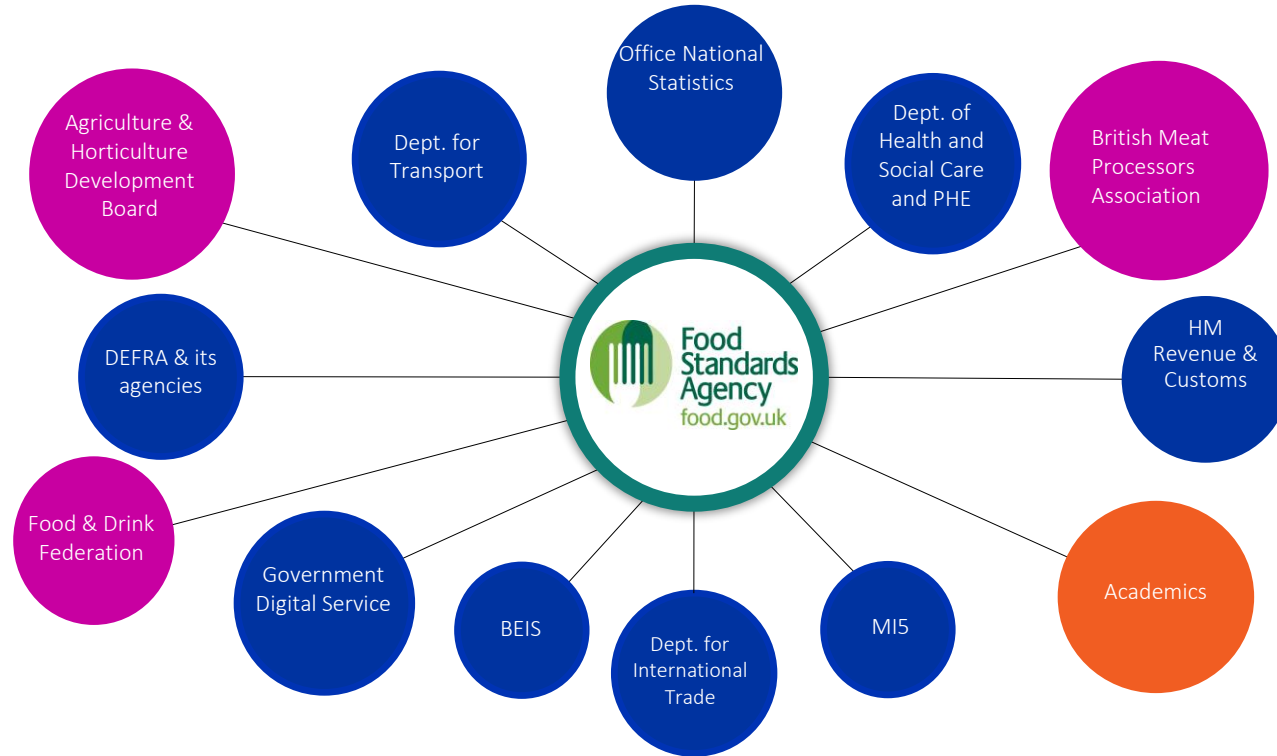 Office National
Statistics
Agriculture &
Horticulture
Development
Board
Dept. for
Transport
Dept. of
Health and
Social Care
and PHE
British Meat
Processors
Association
DEFRA & its
agencies
Food
Standards
Agency
food.gov.uk
HM
Revenue &
Customs
Food & Drink
Federation
Government
Digital Service
BEIS
Dept. for
International
Trade
MI5
Academics